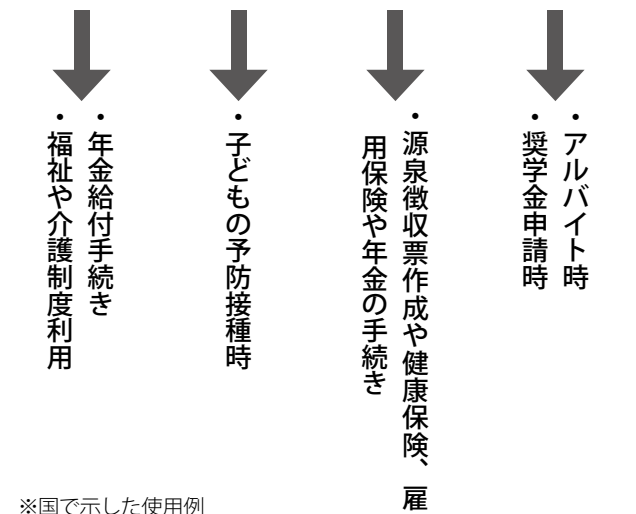 ・アルバイト時
・奨学金申請時
・源泉徴収票作成や健康保険、雇
用保険や年金の手続き
・子どもの予防接種時
・年金給付手続き
・福祉や介護制度利用
※国で示した使用例